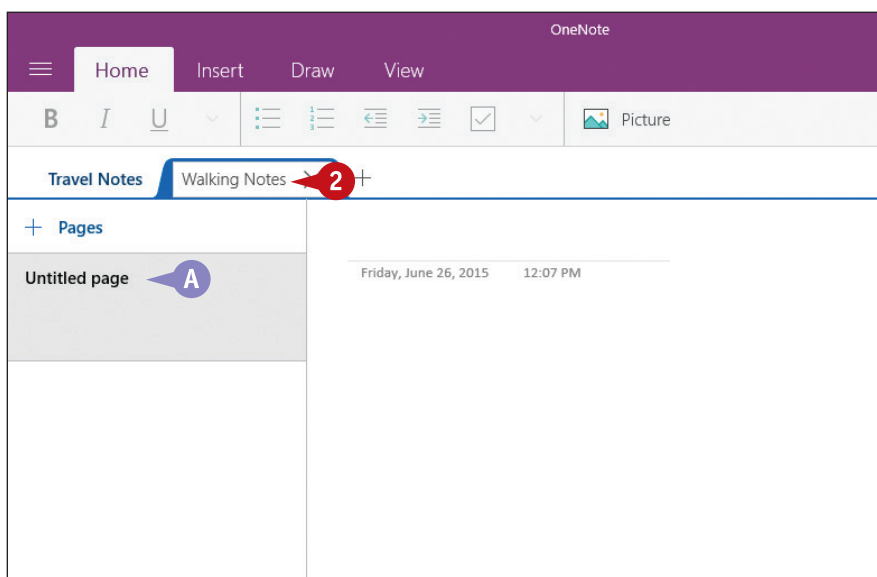 OneNote
Home Insert Draw View
B I U Picture
Travel Notes Walking Notes 2 +
+ Pages
Untitled page A
Friday, June 26, 2015 12:07 PM